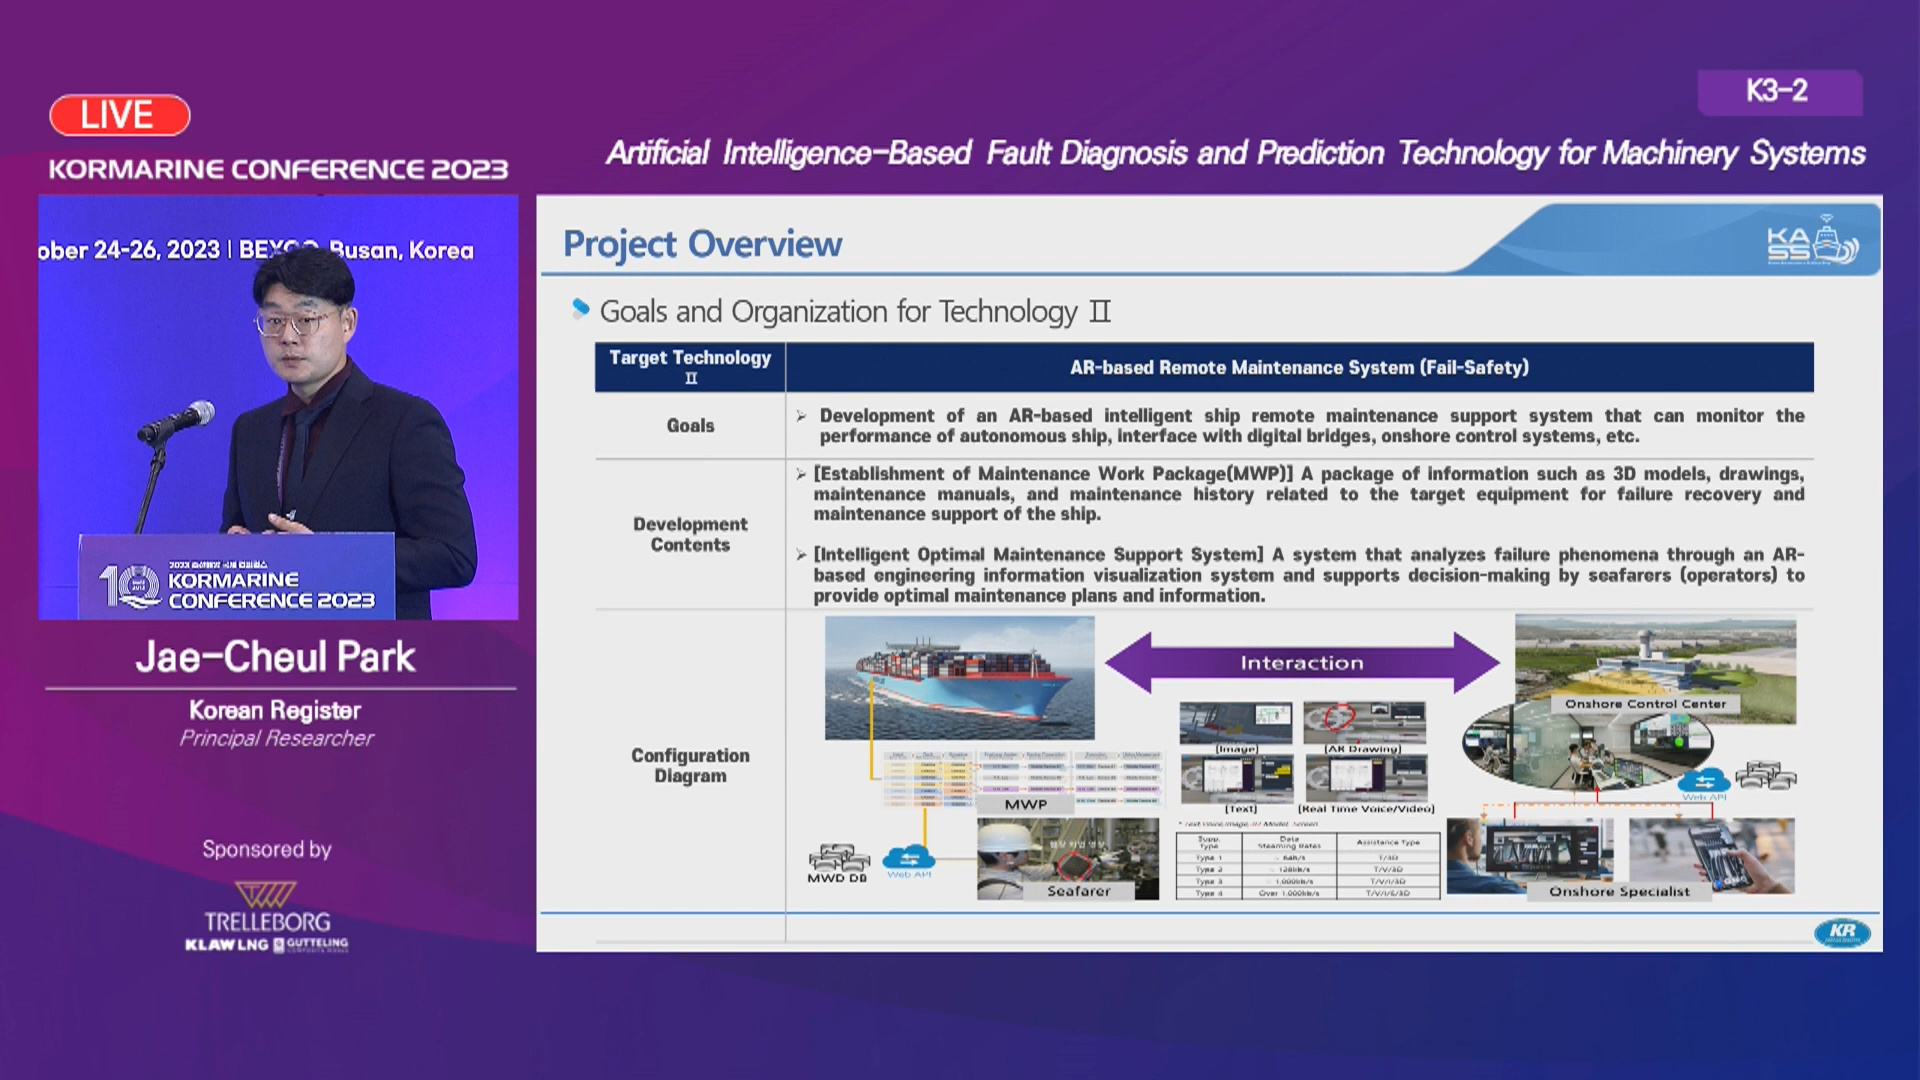 LIVE
KORMARINE CONFERENCE 2023
K3-2
Artificial Intelligence-Based Fault Diagnosis and Prediction Technology for Machinery Systems
ober 24-26, 2023 | BEXCO, Busan, Korea
10
KORMARINE
CONFERENCE 2023
Jae-Cheul Park
Korean Register
Principal Researcher
Sponsored by
TRELLEBORG
KLAW LNG GUTTELING
Project Overview
KASS
Goals and Organization for Technology Ⅱ
Target Technology Ⅱ
AR-based Remote Maintenance System (Fail-Safety)
Goals
Development of an AR-based intelligent ship remote maintenance support system that can monitor the
performance of autonomous ship, interface with digital bridges, onshore control systems, etc.
Development Contents
[Establishment of Maintenance Work Package(MWP)] A package of information such as 3D models, drawings,
maintenance manuals, and maintenance history related to the target equipment for failure recovery and
maintenance support of the ship.
[Intelligent Optimal Maintenance Support System] A system that analyzes failure phenomena through an AR-
based engineering information visualization system and supports decision-making by seafarers (operators) to
provide optimal maintenance plans and information.
Configuration Diagram
Interaction
Onshore Control Center
[Image] [AR Drawing]
[Text] [Real Time Voice/Video]
MWP
Web API
MWD DB
Web API
Seafarer
Supp. Type Data Steaming Rates Assistance Type
Type 1 T/3D
Type 2 T/V/3D
Type 3 T/V/I/3D
Type 4 Over 1,000kb/s
Onshore Specialist
KR